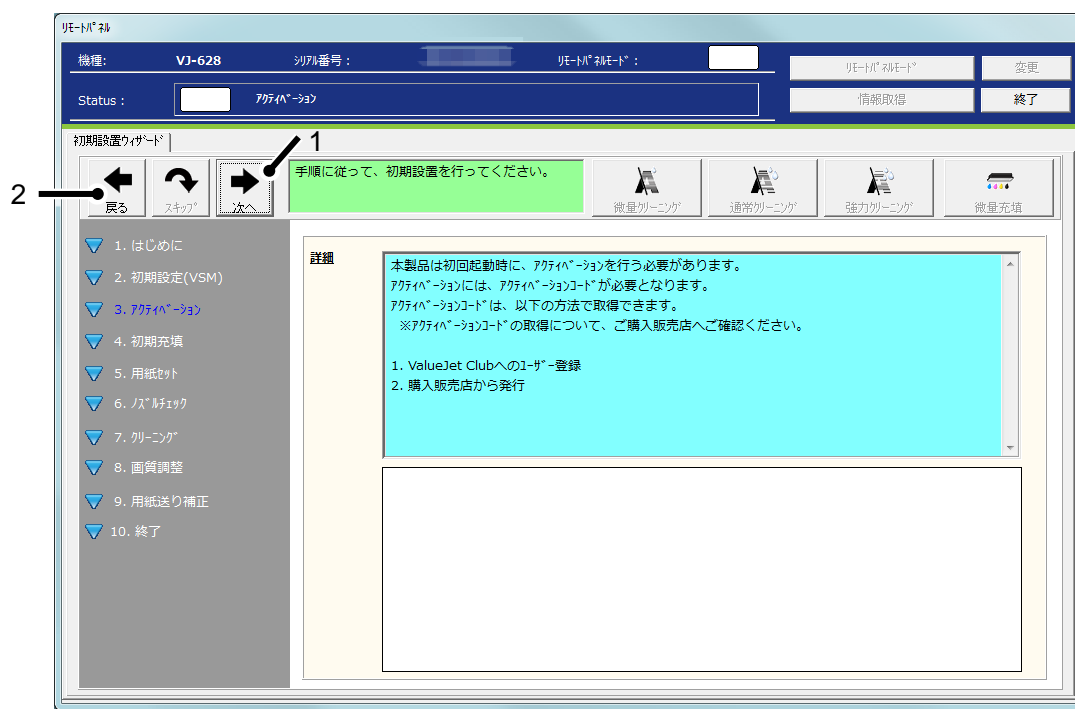 ﾘﾓｰﾄﾊﾟﾈﾙ
機種: VJ-628 ｼﾘｱﾙ番号： ﾘﾓｰﾄﾊﾟﾈﾙﾓｰﾄﾞ：
ﾘﾓｰﾄﾊﾟﾈﾙﾓｰﾄﾞ 変更
Status： ｱｸﾃｨﾍﾞｰｼｮﾝ
情報取得 終了
初期設置ｳｨｻﾞｰﾄﾞ
1
2
戻る ｽｷｯﾌﾟ 次へ
手順に従って、初期設置を行ってください。
微量ｸﾘｰﾆﾝｸﾞ 通常ｸﾘｰﾆﾝｸﾞ 強力ｸﾘｰﾆﾝｸﾞ 微量充填
1. はじめに
2. 初期設定(VSM)
3. ｱｸﾃｨﾍﾞｰｼｮﾝ
4. 初期充填
5. 用紙ｾｯﾄ
6. ﾉｽﾞﾙﾁｪｯｸ
7. ｸﾘｰﾆﾝｸﾞ
8. 画質調整
9. 用紙送り補正
10. 終了
詳細
本製品は初回起動時に、ｱｸﾃｨﾍﾞｰｼｮﾝを行う必要があります。
ｱｸﾃｨﾍﾞｰｼｮﾝには、ｱｸﾃｨﾍﾞｰｼｮﾝｺｰﾄﾞが必要となります。
ｱｸﾃｨﾍﾞｰｼｮﾝｺｰﾄﾞは、以下の方法で取得できます。
※ｱｸﾃｨﾍﾞｰｼｮﾝｺｰﾄﾞの取得について、ご購入販売店へご確認ください。
1. ValueJet Clubへのﾕｰｻﾞｰ登録
2. 購入販売店から発行